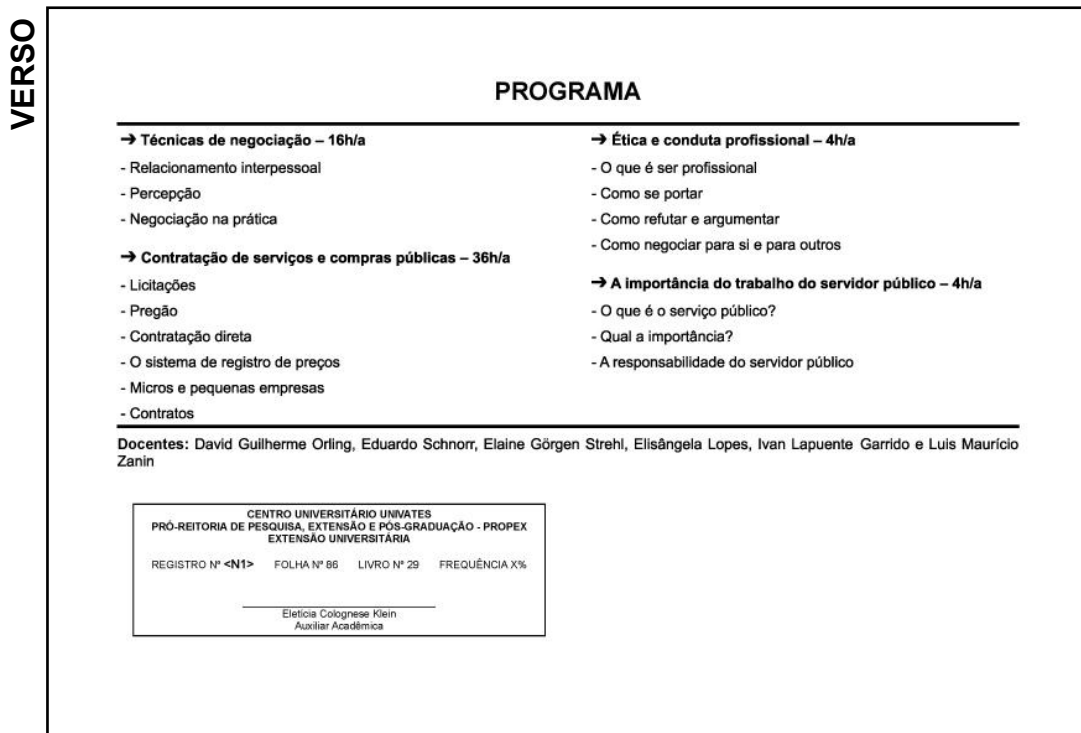 VERSO
PROGRAMA
➔ Técnicas de negociação – 16h/a
- Relacionamento interpessoal
- Percepção
- Negociação na prática
➔ Contratação de serviços e compras públicas – 36h/a
- Licitações
- Pregão
- Contratação direta
- O sistema de registro de preços
- Micros e pequenas empresas
- Contratos
➔ Ética e conduta profissional – 4h/a
- O que é ser profissional
- Como se portar
- Como refutar e argumentar
- Como negociar para si e para outros
➔ A importância do trabalho do servidor público – 4h/a
- O que é o serviço público?
- Qual a importância?
- A responsabilidade do servidor público
Docentes: David Guilherme Orling, Eduardo Schnorr, Elaine Görgen Strehl, Elisângela Lopes, Ivan Lapuente Garrido e Luis Maurício
Zanin
CENTRO UNIVERSITÁRIO UNIVATES
PRÓ-REITORIA DE PESQUISA, EXTENSÃO E PÓS-GRADUAÇÃO - PROPEX
EXTENSÃO UNIVERSITÁRIA
REGISTRO Nº <N1> FOLHA Nº 86 LIVRO Nº 29 FREQUÊNCIA X%
Eletícia Colognese Klein
Auxiliar Acadêmica